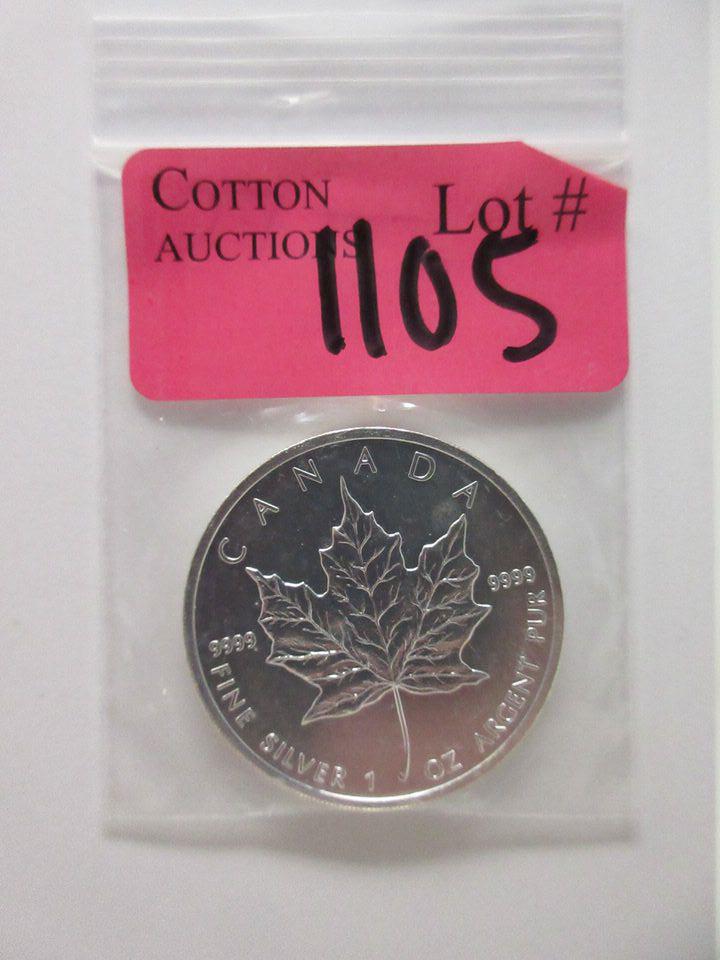 COTTON
AUCTIONS
Lot #
1105
CANADA
9999
9999
FINE SILVER 1 OZ ARGENT PUR